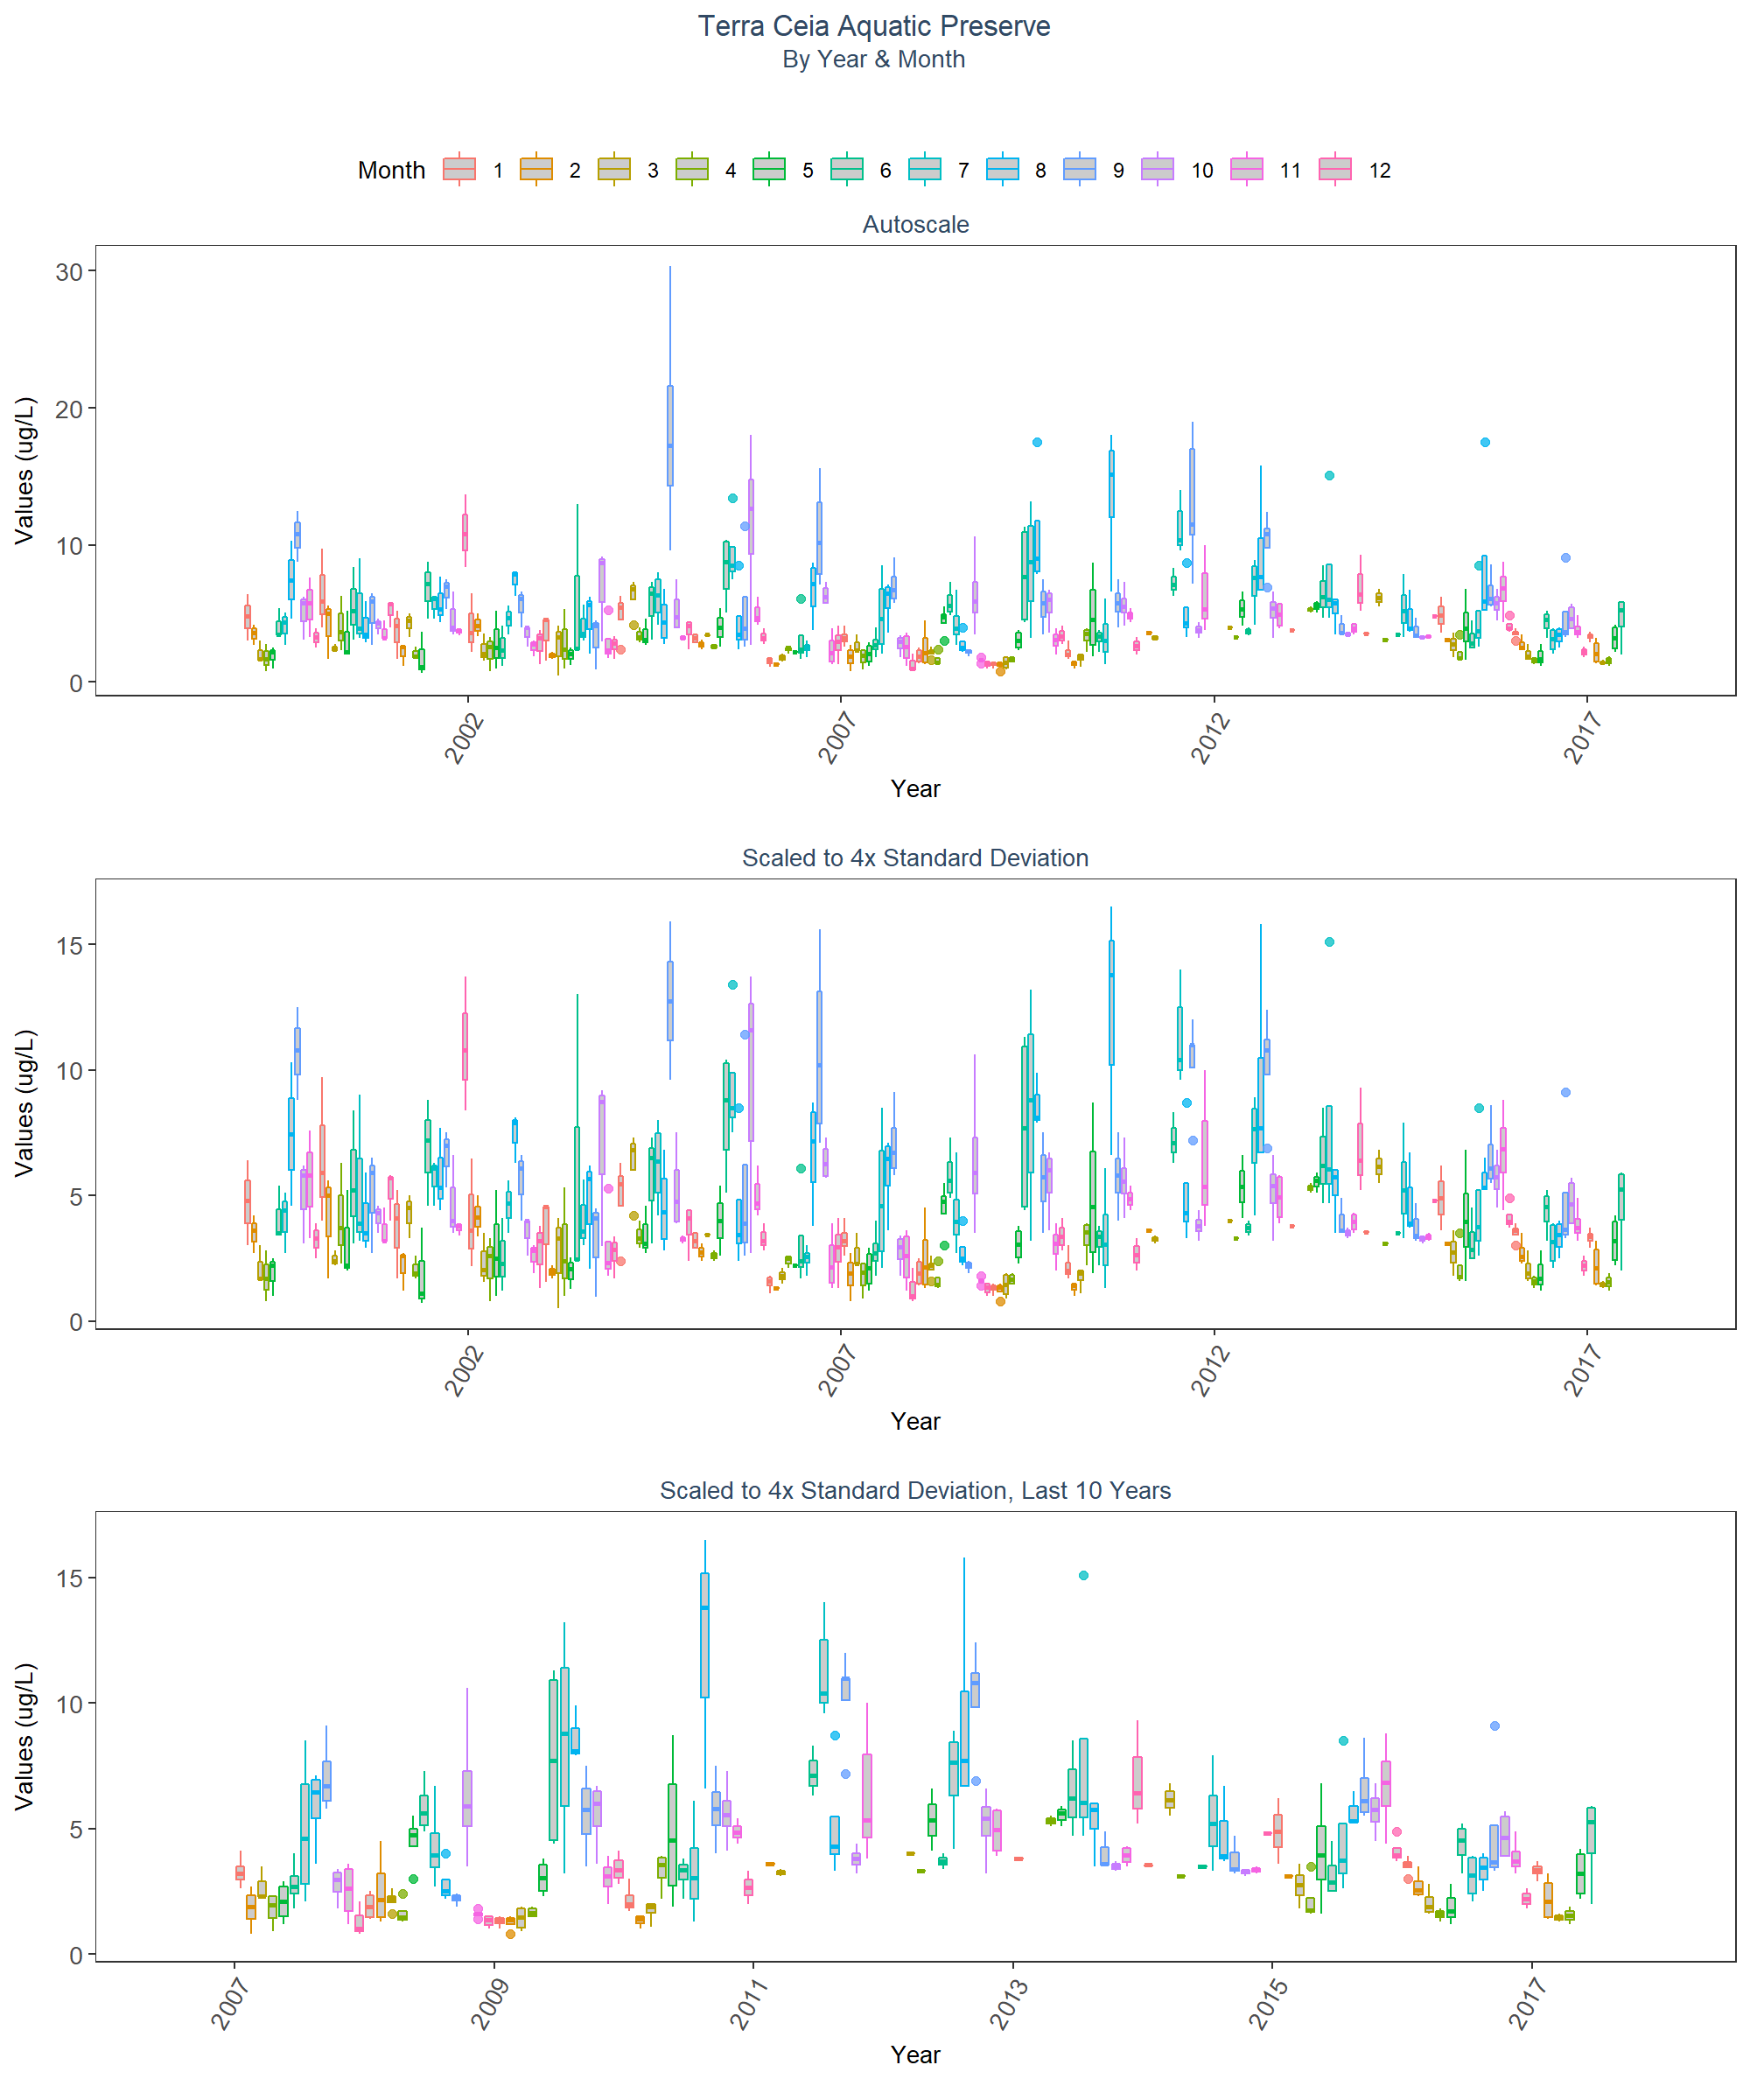 Terra Ceia Aquatic Preserve
By Year & Month
Month 1 2 3 4 5 6 7 8 9 10 11 12
Autoscale
Values (ug/L)
30
20
10
0
2002 2007 2012 2017
Year
Scaled to 4x Standard Deviation
Values (ug/L)
15
10
5
0
2002 2007 2012 2017
Year
Scaled to 4x Standard Deviation, Last 10 Years
Values (ug/L)
15
10
5
0
2007 2009 2011 2013 2015 2017
Year